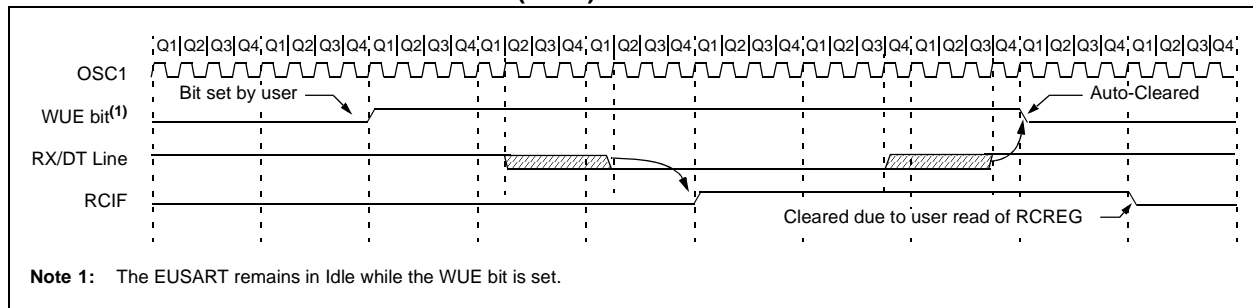 Q1 Q2 Q3 Q4 Q1 Q2 Q3 Q4 Q1 Q2 Q3 Q4 Q1 Q2 Q3 Q4 Q1 Q2 Q3 Q4 Q1 Q2 Q3 Q4 Q1 Q2 Q3 Q4 Q1 Q2 Q3 Q4 Q1 Q2 Q3 Q4 Q1 Q2 Q3 Q4
OSC1
Bit set by user
Auto-Cleared
WUE bit(1)
RX/DT Line
RCIF
Cleared due to user read of RCREG
Note 1: The EUSART remains in Idle while the WUE bit is set.